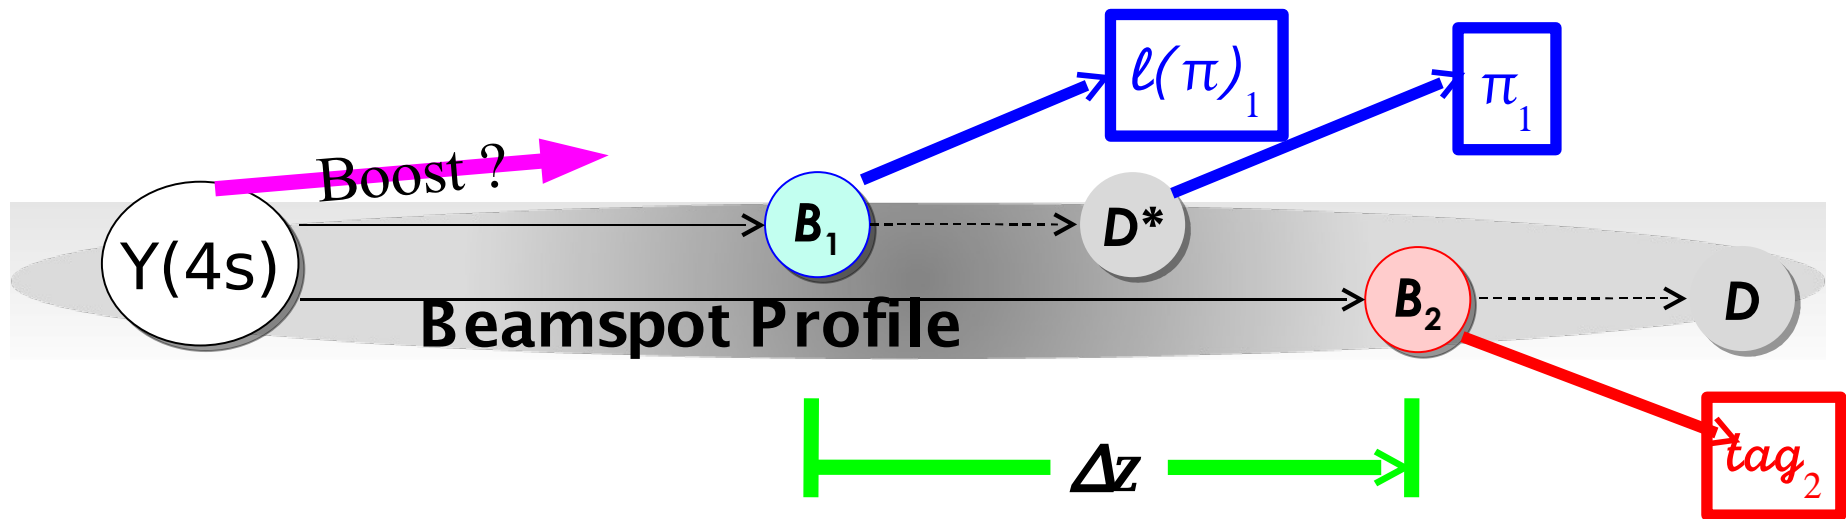 ℓ(π)₁
π₁
Boost ?
B₁
D*
Y(4s)
B₂
D
Beamspot Profile
Δz
tag₂